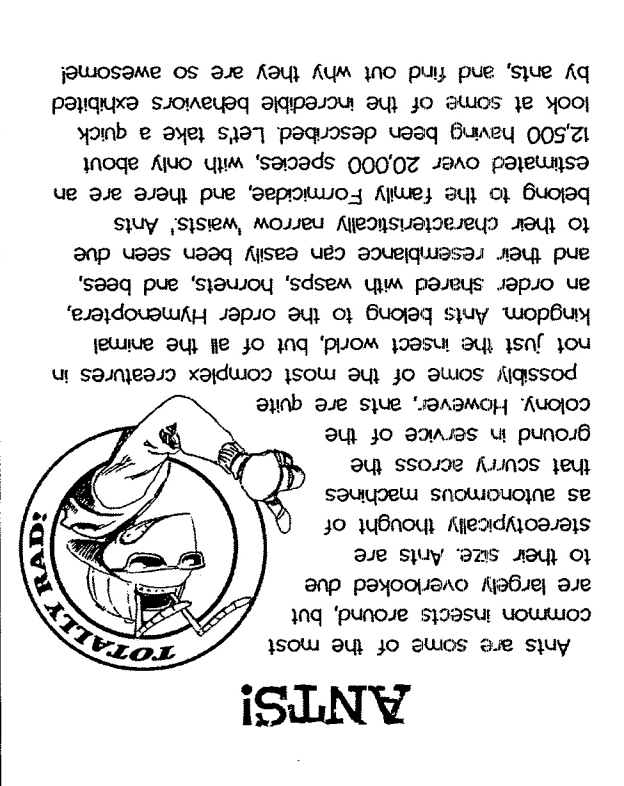 ANTS!
Ants are some of the most
common insects around, but
are largely overlooked due
to their size. Ants are
stereotypically thought of
as autonomous machines
that scurry across the
ground in service of the
colony. However, ants are quite
possibly some of the most complex creatures in
not just the insect world, but of all the animal
kingdom. Ants belong to the order Hymenoptera,
an order shared with wasps, hornets, and bees,
and their resemblance can easily been seen due
to their characteristically narrow 'waists.' Ants
belong to the family Formicidae, and there are an
estimated over 20,000 species, with only about
12,500 having been described. Let's take a quick
look at some of the incredible behaviors exhibited
by ants, and find out why they are so awesome!
TOTALLY RAD!